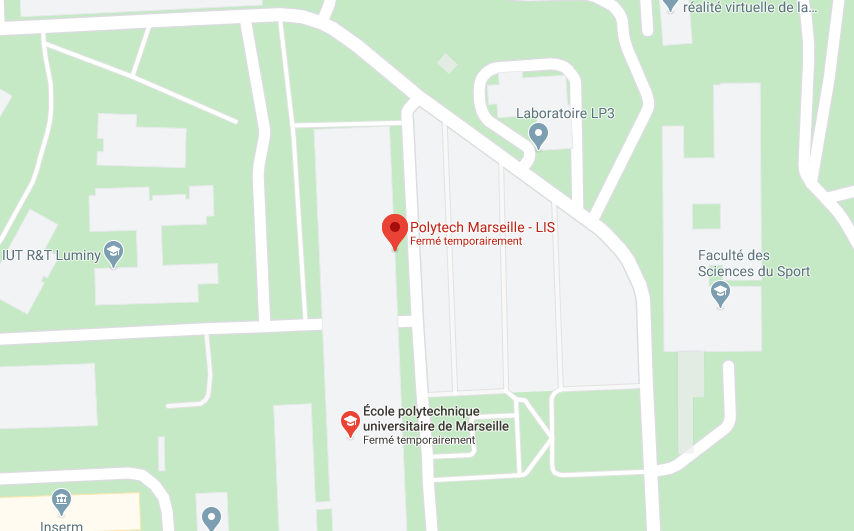 réalité virtuelle de la...
Laboratoire LP3
Polytech Marseille - LIS
Fermé temporairement
IUT R&T Luminy
Faculté des
Sciences du Sport
École polytechnique
universitaire de Marseille
Fermé temporairement
Inserm